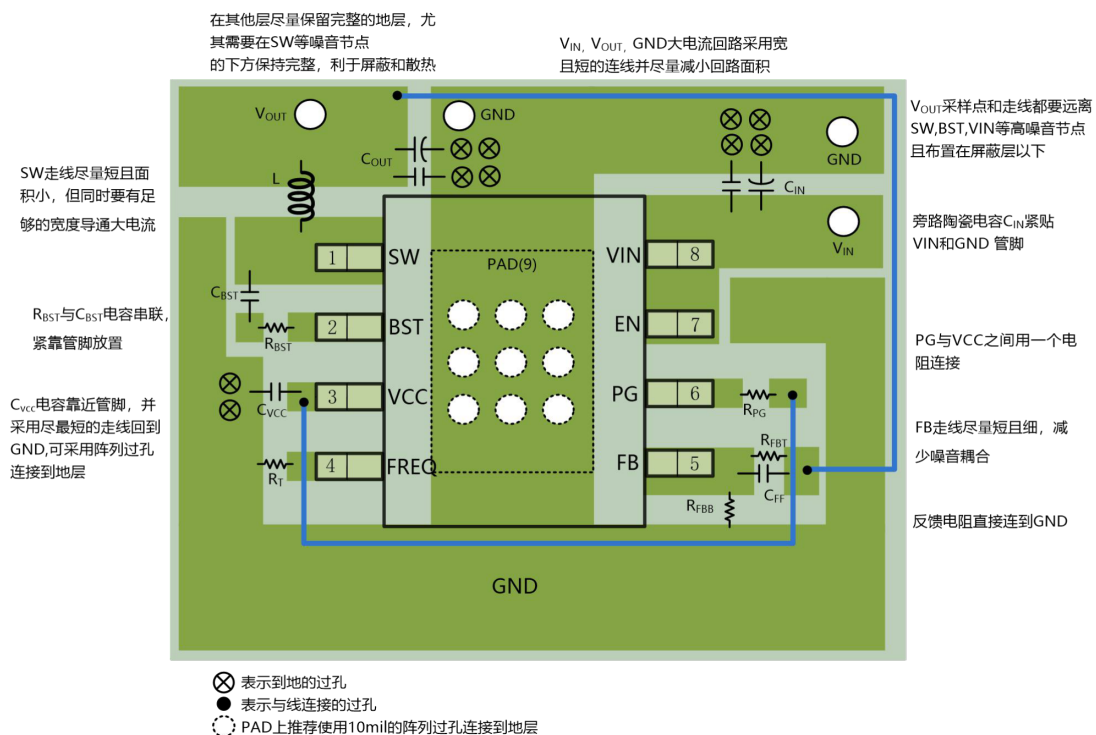 在其他层尽量保留完整的地层，尤
其需要在SW等噪音节点
的下方保持完整，利于屏蔽和散热
VIN, VOUT, GND大电流回路采用宽
且短的连线并尽量减小回路面积
VOUT
GND
COUT
GND
CIN
VIN
VOUT采样点和走线都要远离
SW,BST,VIN等高噪音节点
且布置在屏蔽层以下
SW走线尽量短且面
积小，但同时要有足
够的宽度导通大电流
L
旁路陶瓷电容CIN紧贴
VIN和GND 管脚
1
SW
PAD(9)
VIN
8
CBST
RBST与CBST电容串联，
紧靠管脚放置
RBST
2
BST
EN
7
PG与VCC之间用一个电
阻连接
CVCC电容靠近管脚，并
采用尽最短的走线回到
GND,可采用阵列过孔
连接到地层
CVCC
3
VCC
PG
6
RPG
FB走线尽量短且细，减
少噪音耦合
RT
4
FREQ
FB
5
RFBT
CFF
RFBB
反馈电阻直接连到GND
GND
表示到地的过孔
表示与线连接的过孔
PAD上推荐使用10mil的阵列过孔连接到地层